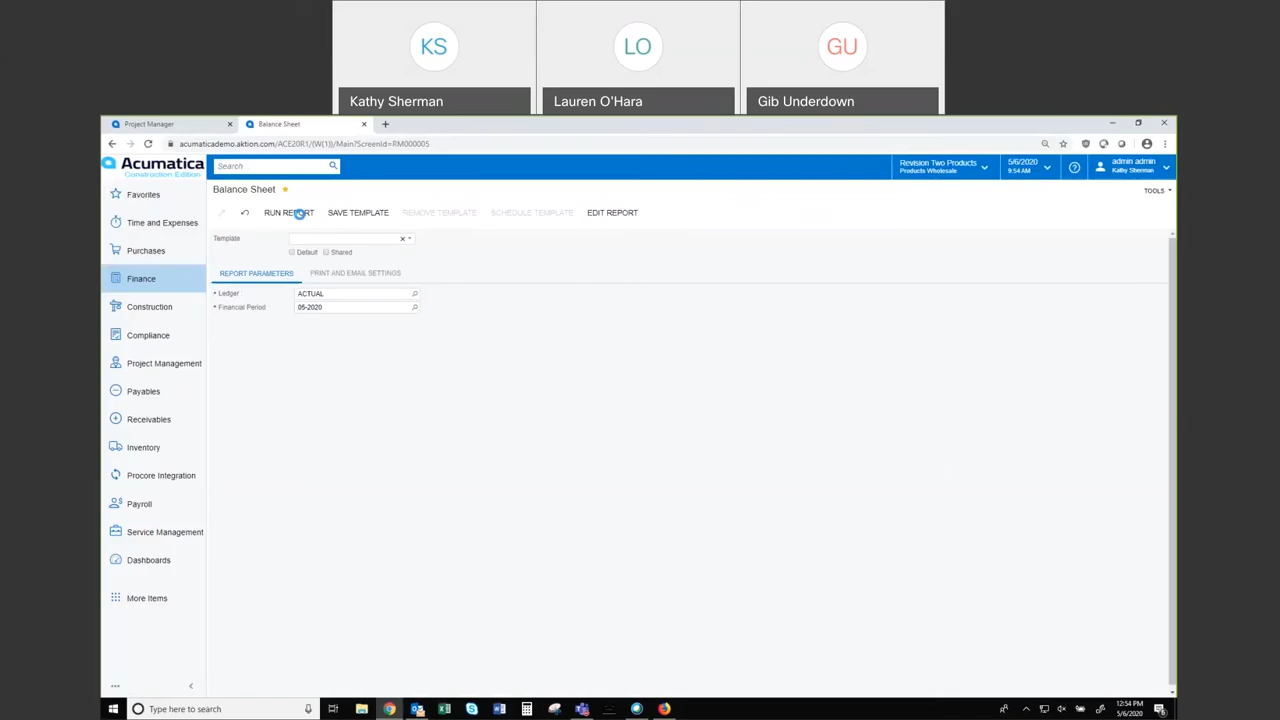 KS
LO
GU
Kathy Sherman
Lauren O'Hara
Gib Underdown
Project Manager
Balance Sheet
acumaticademo.aktion.com/ACE20R1/(W(1))/Main?ScreenId=RM000005
Acumatica
Construction Edition
Search
Revision Two Products
Products Wholesale
5/6/2020
9:54 AM
admin admin
Kathy Sherman
Balance Sheet
TOOLS
RUN REPORT
SAVE TEMPLATE
REMOVE TEMPLATE
SCHEDULE TEMPLATE
EDIT REPORT
Template
Default
Shared
REPORT PARAMETERS
PRINT AND EMAIL SETTINGS
* Ledger
ACTUAL
* Financial Period
05-2020
Favorites
Time and Expenses
Purchases
Finance
Construction
Compliance
Project Management
Payables
Receivables
Inventory
Procore Integration
Payroll
Service Management
Dashboards
More Items
Type here to search
12:54 PM
5/6/2020